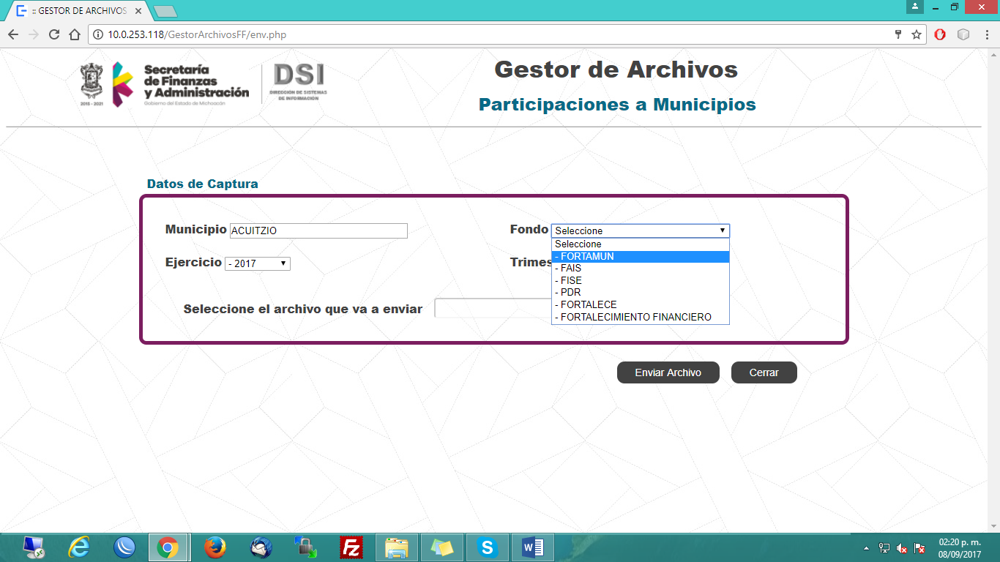 :: GESTOR DE ARCHIVOS
10.0.253.118/GestorArchivosFF/env.php
2015 - 2021
Secretaría
de Finanzas
y Administración
Gobierno del Estado de Michoacán
DSI
DIRECCIÓN DE SISTEMAS
DE INFORMACIÓN
Gestor de Archivos
Participaciones a Municipios
Datos de Captura
Municipio ACUITZIO
Fondo Seleccione
Seleccione
- FORTAMUN
- FAIS
- FISE
- PDR
- FORTALECE
- FORTALECIMIENTO FINANCIERO
Ejercicio - 2017
Trimes
Seleccione el archivo que va a enviar
Enviar Archivo
Cerrar
02:20 p. m.
08/09/2017